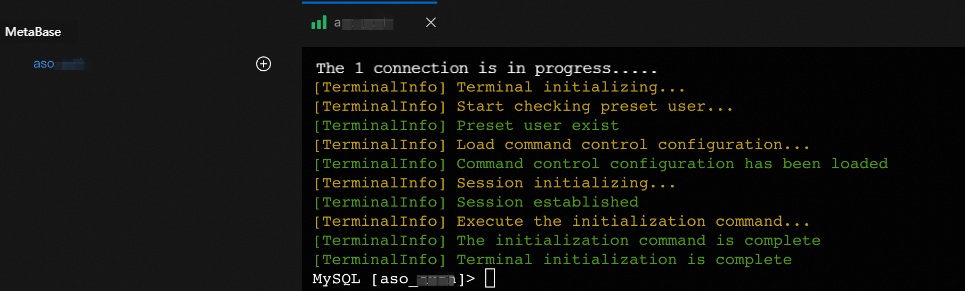 MetaBase
aso
a
The 1 connection is in progress.....
[TerminalInfo] Terminal initializing...
[TerminalInfo] Start checking preset user...
[TerminalInfo] Preset user exist
[TerminalInfo] Load command control configuration...
[TerminalInfo] Command control configuration has been loaded
[TerminalInfo] Session initializing...
[TerminalInfo] Session established
[TerminalInfo] Execute the initialization command...
[TerminalInfo] The initialization command is complete
[TerminalInfo] Terminal initialization is complete
MySQL [aso_ ]>